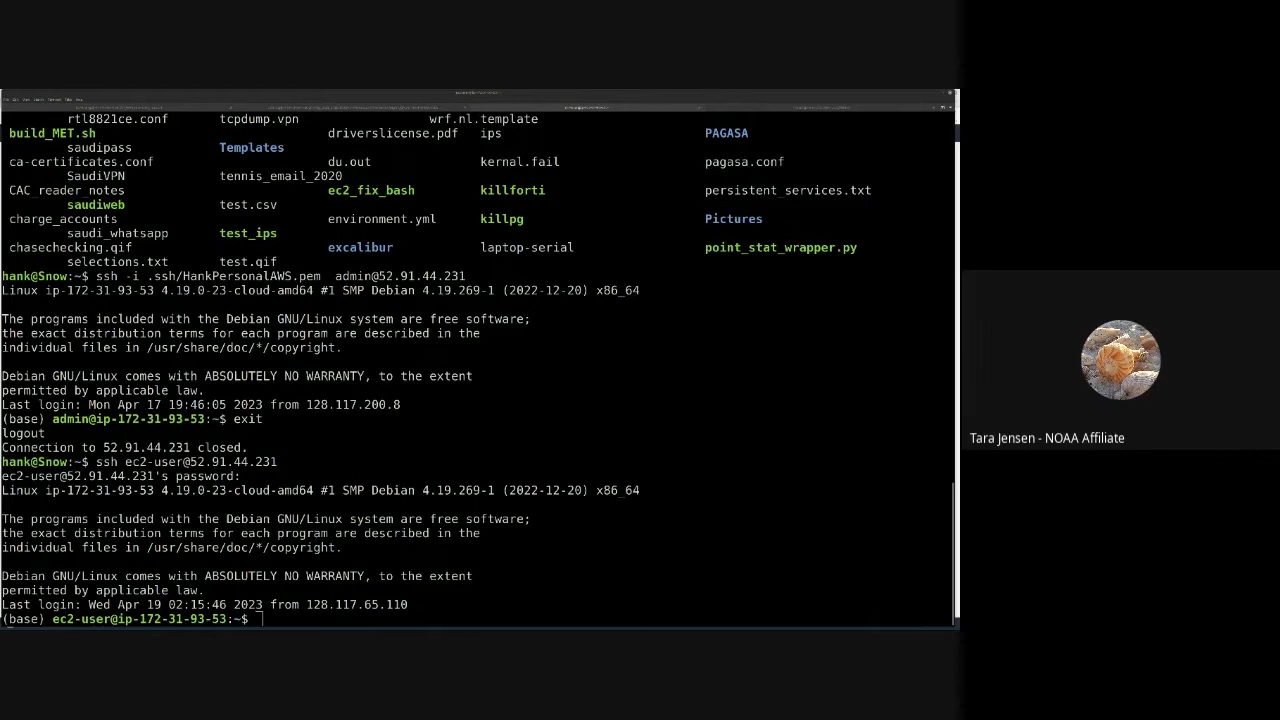 rtl8821ce.conf tcpdump.vpn wrf.nl.template
build_MET.sh driverslicense.pdf ips PAGASA
saudipass Templates
ca-certificates.conf du.out kernal.fail pagasa.conf
SaudiVPN tennis_email_2020
CAC_reader_notes ec2_fix_bash killforti persistent_services.txt
saudiweb test.csv
charge_accounts environment.yml killpg Pictures
saudi_whatsapp test_ips
chasechecking.qif excalibur laptop-serial point_stat_wrapper.py
selections.txt test.qif
hank@Snow:~$ ssh -i .ssh/HankPersonalAWS.pem  admin@52.91.44.231
Linux ip-172-31-93-53 4.19.0-23-cloud-amd64 #1 SMP Debian 4.19.269-1 (2022-12-20) x86_64
The programs included with the Debian GNU/Linux system are free software;
the exact distribution terms for each program are described in the
individual files in /usr/share/doc/*/copyright.
Debian GNU/Linux comes with ABSOLUTELY NO WARRANTY, to the extent
permitted by applicable law.
Last login: Mon Apr 17 19:46:05 2023 from 128.117.200.8
(base) admin@ip-172-31-93-53:~$ exit
logout
Connection to 52.91.44.231 closed.
hank@Snow:~$ ssh ec2-user@52.91.44.231
ec2-user@52.91.44.231's password:
Linux ip-172-31-93-53 4.19.0-23-cloud-amd64 #1 SMP Debian 4.19.269-1 (2022-12-20) x86_64
The programs included with the Debian GNU/Linux system are free software;
the exact distribution terms for each program are described in the
individual files in /usr/share/doc/*/copyright.
Debian GNU/Linux comes with ABSOLUTELY NO WARRANTY, to the extent
permitted by applicable law.
Last login: Wed Apr 19 02:15:46 2023 from 128.117.65.110
(base) ec2-user@ip-172-31-93-53:~$
Tara Jensen - NOAA Affiliate